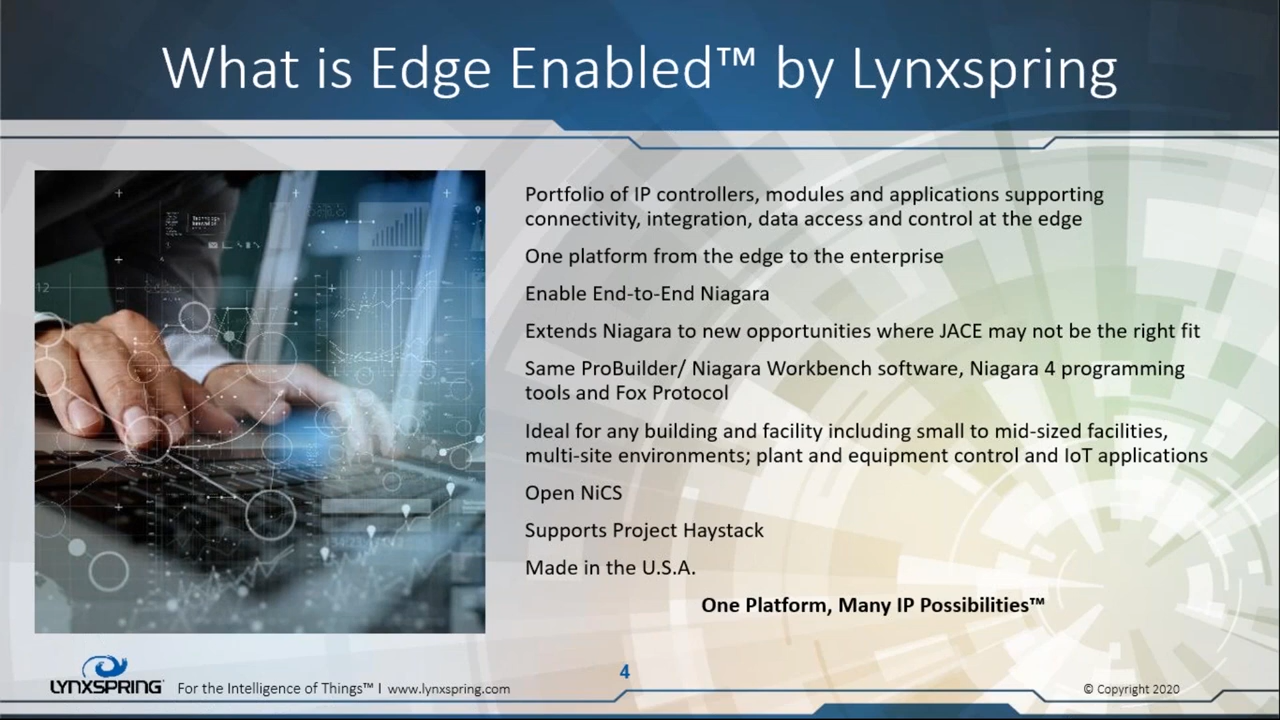 What is Edge Enabled™ by Lynxspring
Portfolio of IP controllers, modules and applications supporting
connectivity, integration, data access and control at the edge
One platform from the edge to the enterprise
Enable End-to-End Niagara
Extends Niagara to new opportunities where JACE may not be the right fit
Same ProBuilder/ Niagara Workbench software, Niagara 4 programming
tools and Fox Protocol
Ideal for any building and facility including small to mid-sized facilities,
multi-site environments; plant and equipment control and IoT applications
Open NiCS
Supports Project Haystack
Made in the U.S.A.
One Platform, Many IP Possibilities™
LYNXSPRING For the Intelligence of Things™ | www.lynxspring.com
4
© Copyright 2020